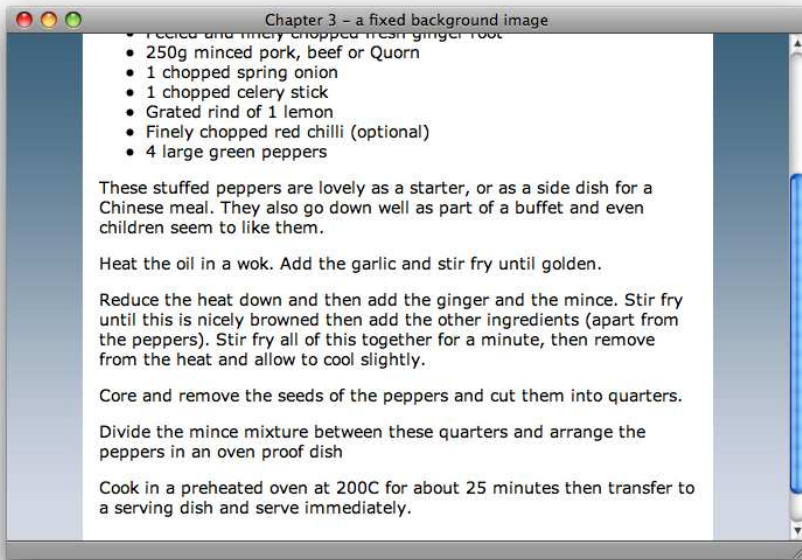 Chapter 3 – a fixed background image
• Peeled and finely chopped fresh ginger root
• 250g minced pork, beef or Quorn
• 1 chopped spring onion
• 1 chopped celery stick
• Grated rind of 1 lemon
• Finely chopped red chilli (optional)
• 4 large green peppers
These stuffed peppers are lovely as a starter, or as a side dish for a
Chinese meal. They also go down well as part of a buffet and even
children seem to like them.
Heat the oil in a wok. Add the garlic and stir fry until golden.
Reduce the heat down and then add the ginger and the mince. Stir fry
until this is nicely browned then add the other ingredients (apart from
the peppers). Stir fry all of this together for a minute, then remove
from the heat and allow to cool slightly.
Core and remove the seeds of the peppers and cut them into quarters.
Divide the mince mixture between these quarters and arrange the
peppers in an oven proof dish
Cook in a preheated oven at 200C for about 25 minutes then transfer to
a serving dish and serve immediately.